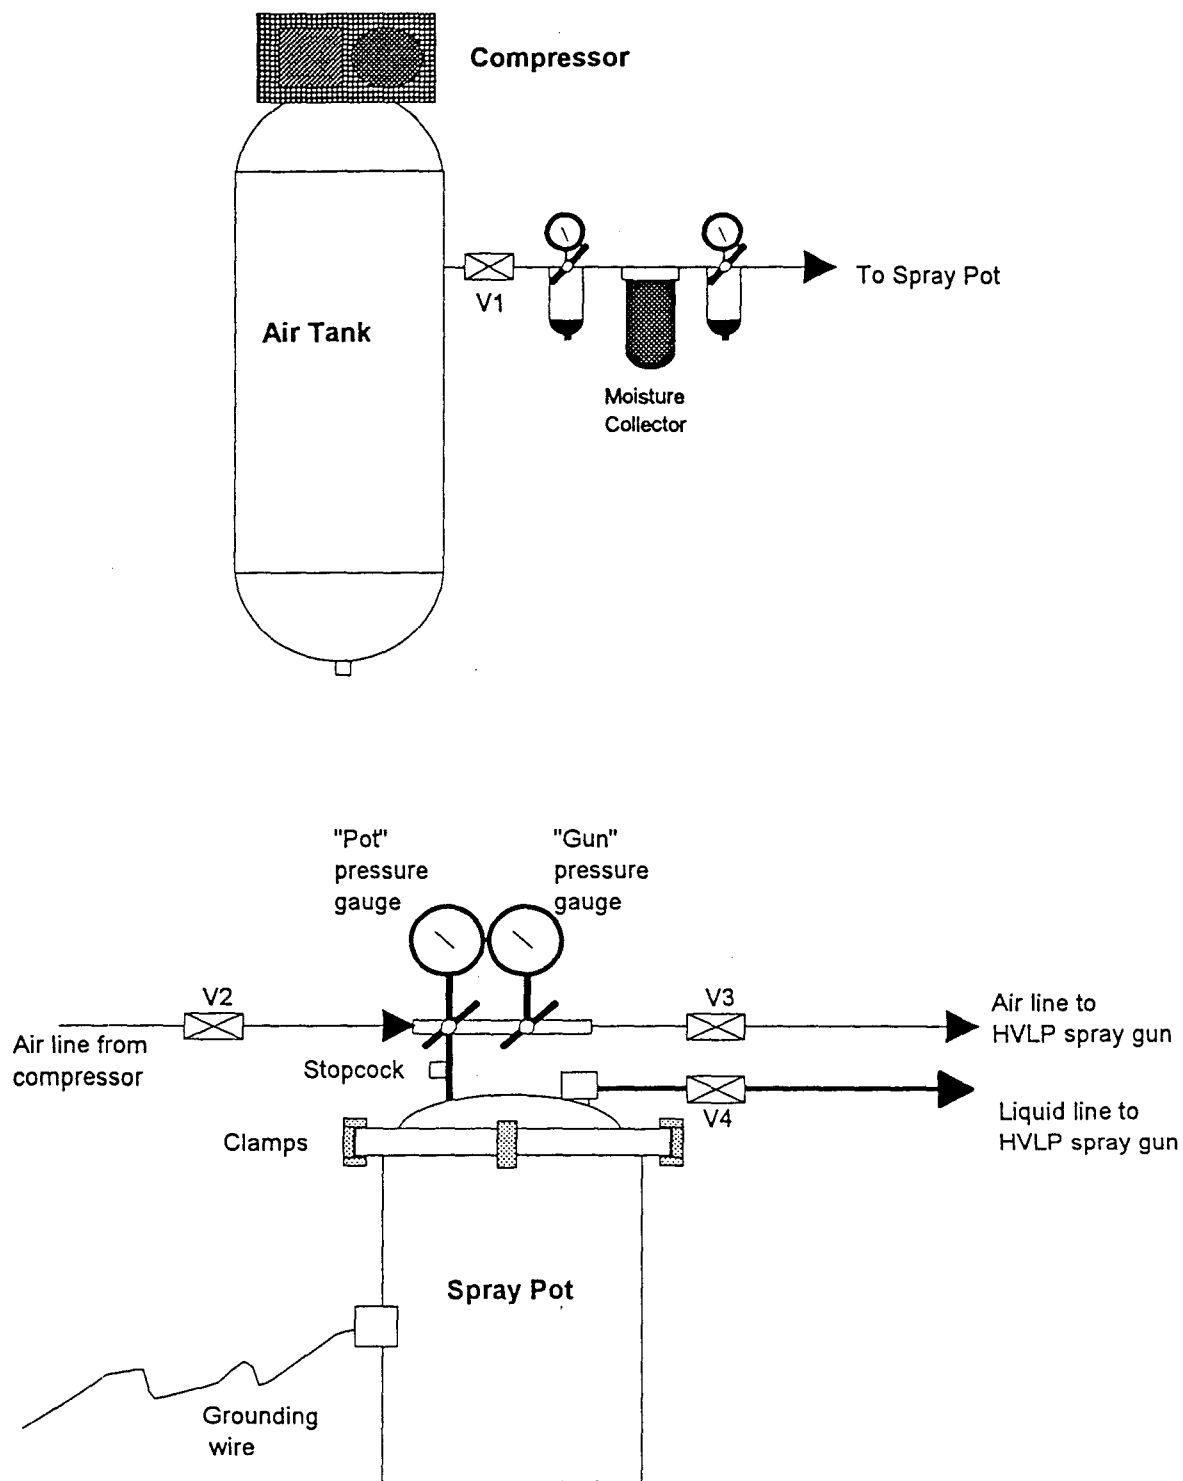 Compressor
V1
To Spray Pot
Air Tank
Moisture
Collector
"Pot"
pressure
gauge
"Gun"
pressure
gauge
V2
V3
Air line to
HVLP spray gun
Air line from
compressor
Stopcock
V4
Liquid line to
HVLP spray gun
Clamps
Spray Pot
Grounding
wire